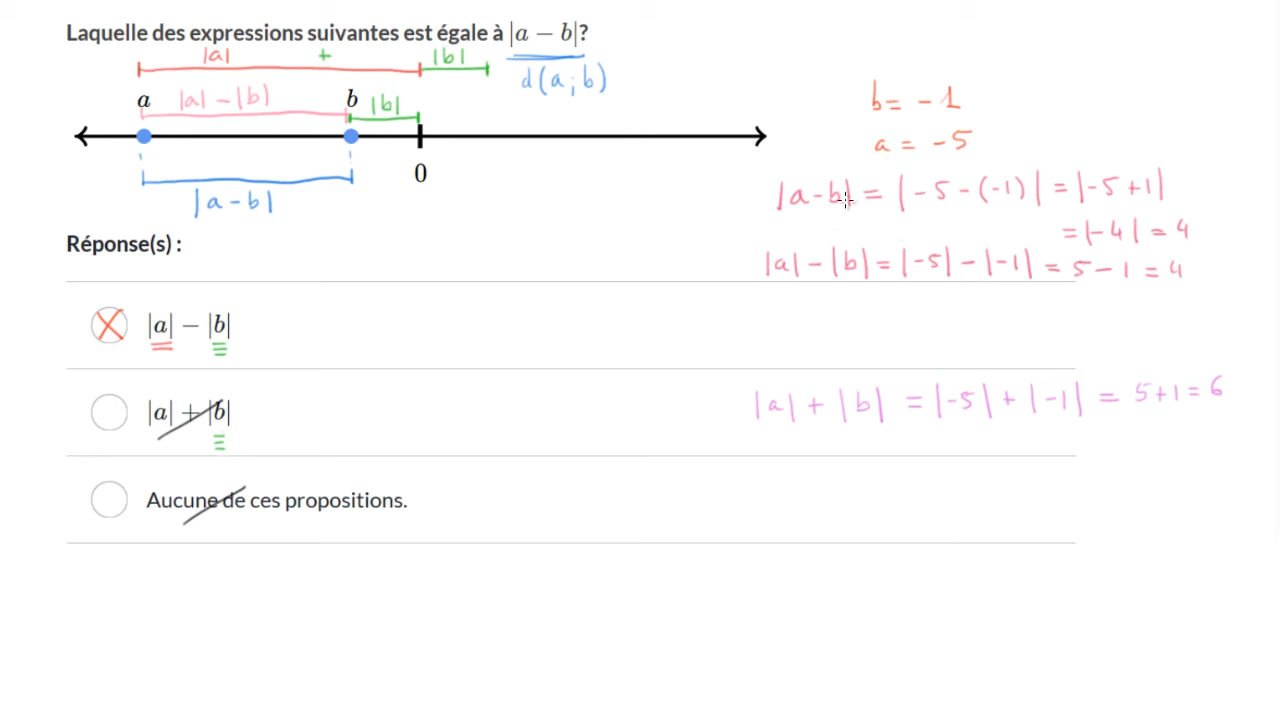 Laquelle des expressions suivantes est égale à |a − b|?
|a| + |b|
d(a;b)
a |a| - |b| b |b|
0
|a-b|
b = -1
a = -5
|a-b| = |-5-(-1)| = |-5+1|
= |-4| = 4
|a| - |b| = |-5| - |-1| = 5 - 1 = 4
Réponse(s) :
|a| − |b|
|a| + |b|
|a| + |b| = |-5| + |-1| = 5+1 = 6
Aucune de ces propositions.